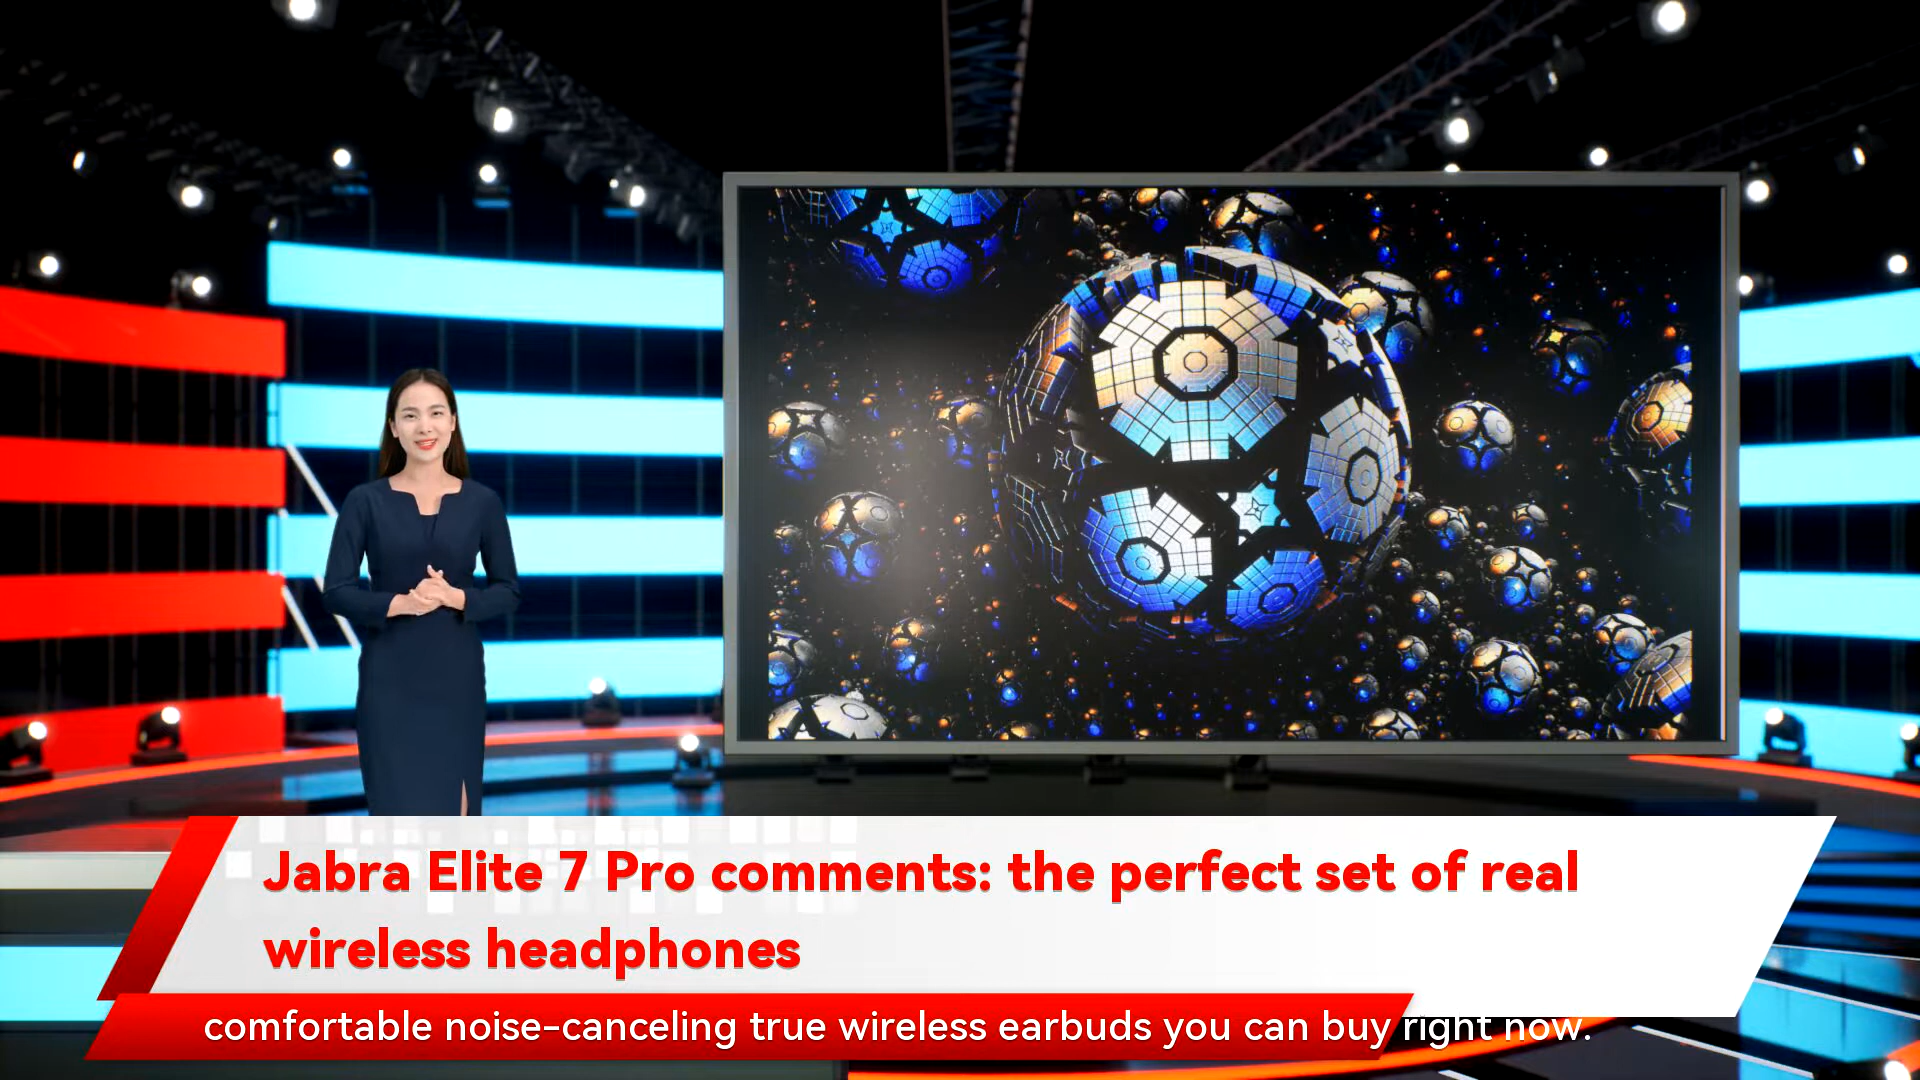 Jabra Elite 7 Pro comments: the perfect set of real
wireless headphones
comfortable noise-canceling true wireless earbuds you can buy right now.